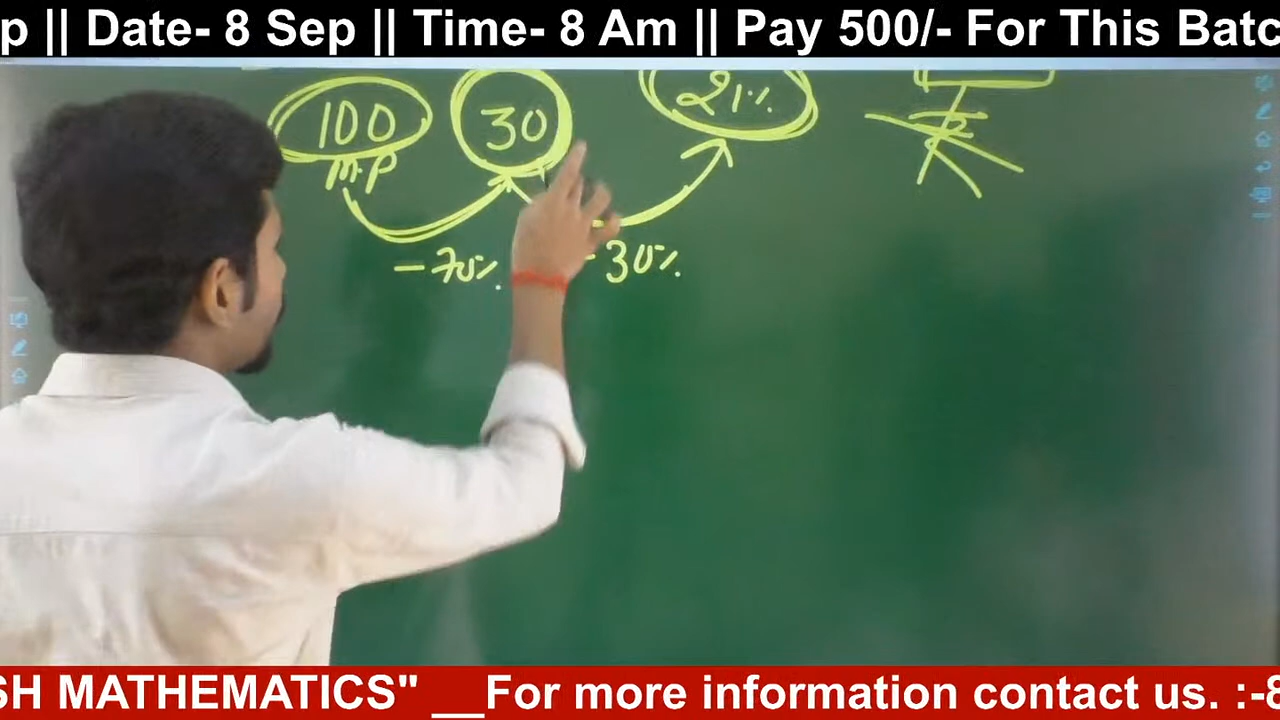 p || Date- 8 Sep || Time- 8 Am || Pay 500/- For This Batc
100 30 21%
M.P
-70% -30%
SH MATHEMATICS" __For more information contact us. :-8